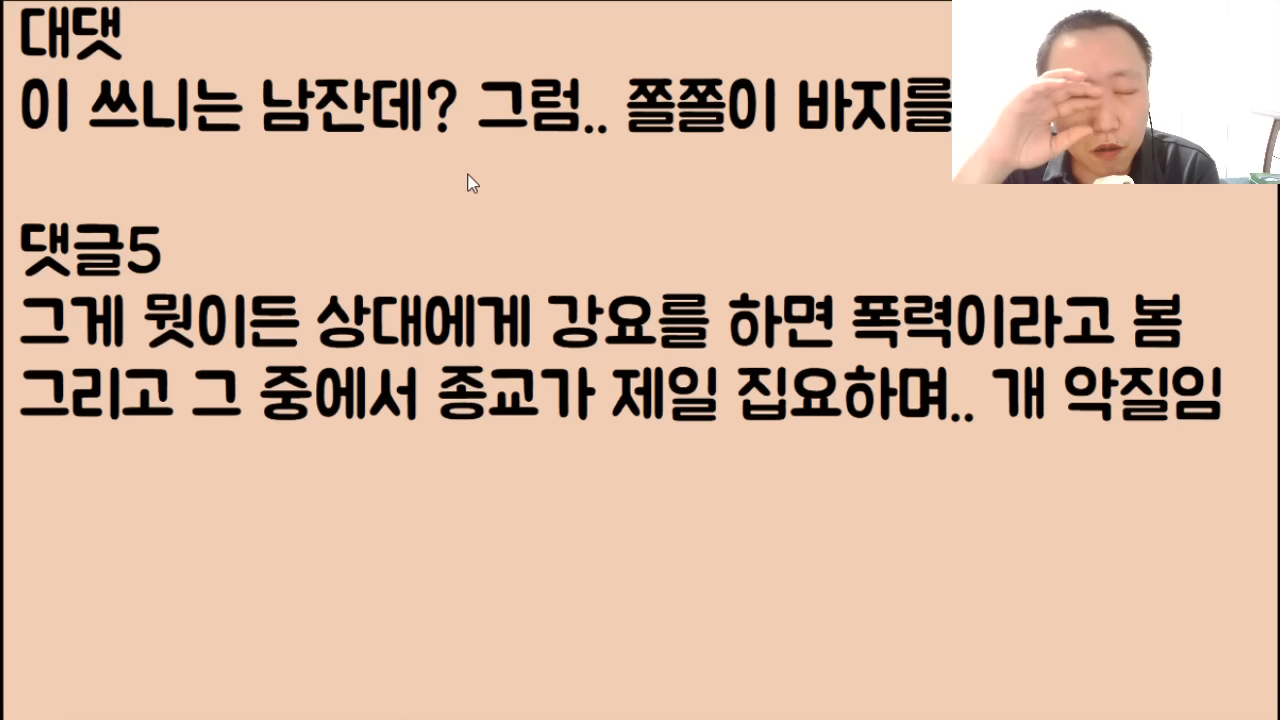 대댓
이 쓰니는 남잔데? 그럼.. 쫄쫄이 바지를
댓글5
그게 뭣이든 상대에게 강요를 하면 폭력이라고 봄
그리고 그 중에서 종교가 제일 집요하며.. 개 악질임